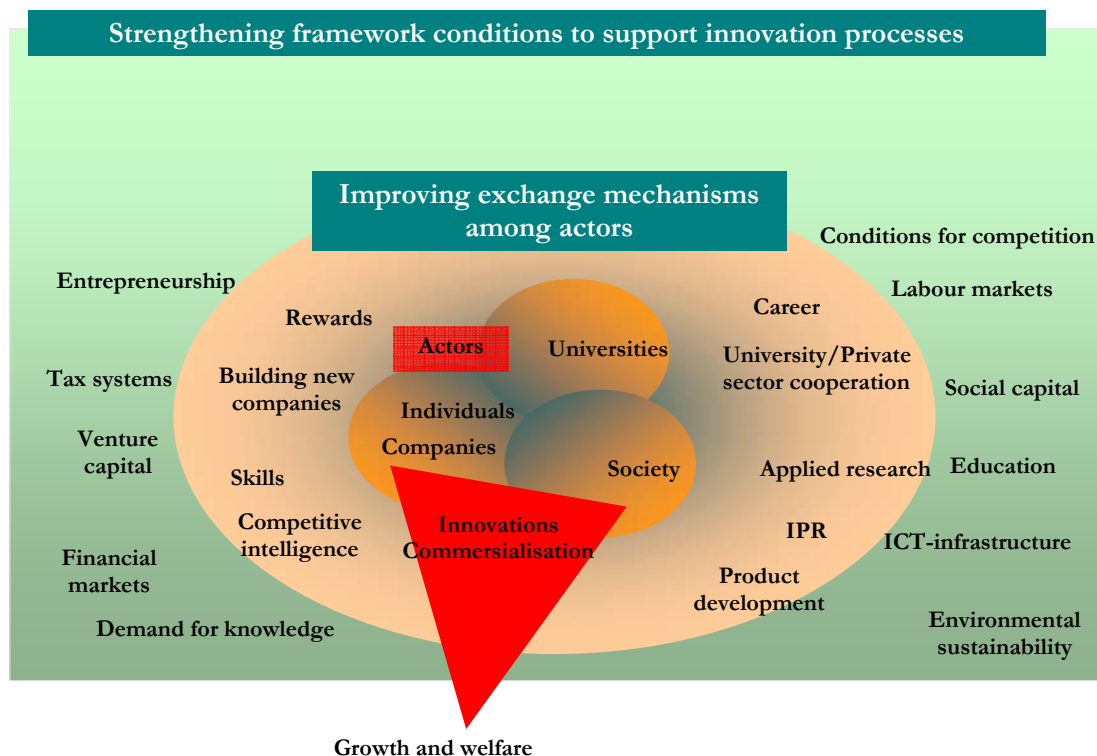 Strengthening framework conditions to support innovation processes
Improving exchange mechanisms
among actors
Conditions for competition
Entrepreneurship
Labour markets
Rewards
Career
Actors
Universities
University/Private
sector cooperation
Tax systems
Building new
companies
Social capital
Individuals
Companies
Venture
capital
Society
Applied research
Education
Skills
Innovations
Commersialisation
Competitive
intelligence
IPR
ICT-infrastructure
Financial
markets
Product
development
Demand for knowledge
Environmental
sustainability
Growth and welfare